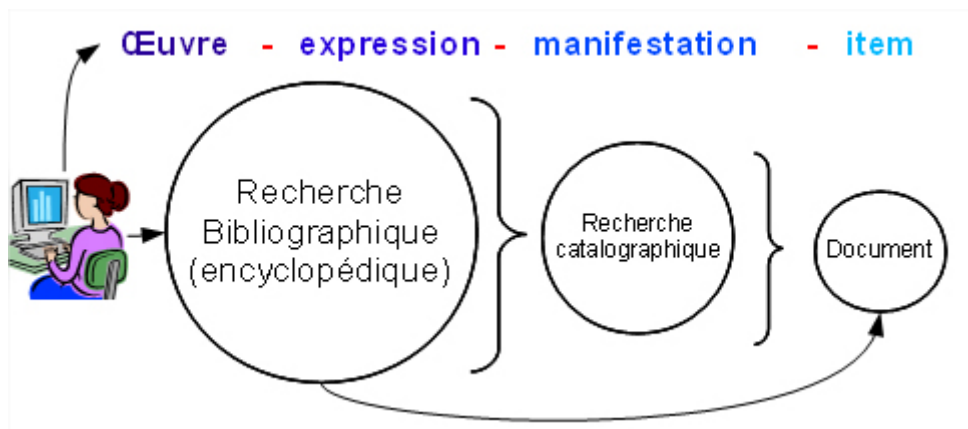 Œuvre - expression - manifestation - item
Recherche
Bibliographique
(encyclopédique)
Recherche
catalographique
Document